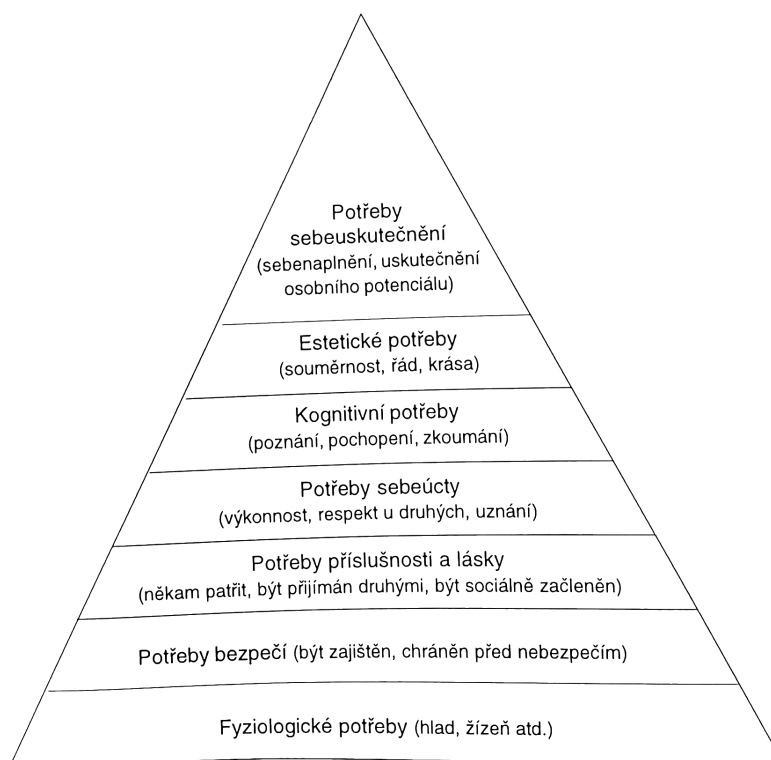 Potřeby
sebeuskutečnění
(sebenaplnění, uskutečnění
osobního potenciálu)
Estetické potřeby
(souměrnost, řád, krása)
Kognitivní potřeby
(poznání, pochopení, zkoumání)
Potřeby sebeúcty
(výkonnost, respekt u druhých, uznání)
Potřeby příslušnosti a lásky
(někam patřit, být přijímán druhými, být sociálně začleněn)
Potřeby bezpečí (být zajištěn, chráněn před nebezpečím)
Fyziologické potřeby (hlad, žízeň atd.)